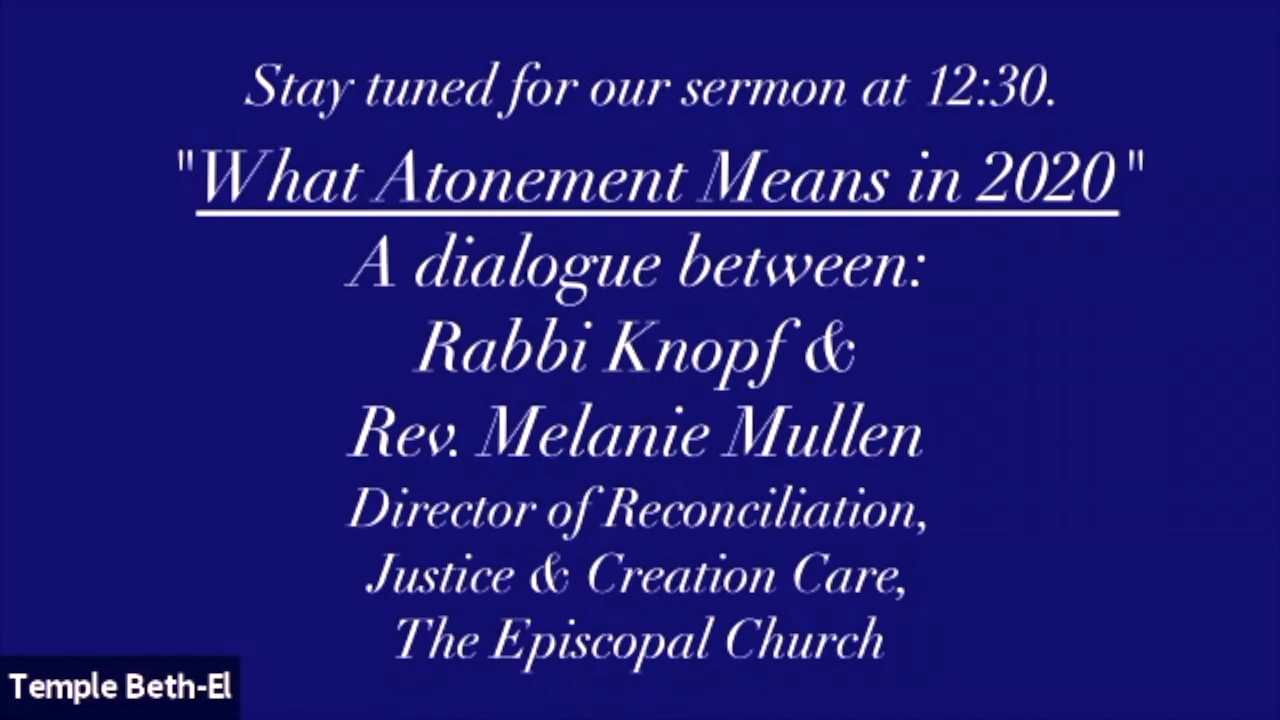 Stay tuned for our sermon at 12:30.
"What Atonement Means in 2020"
A dialogue between:
Rabbi Knopf &
Rev. Melanie Mullen
Director of Reconciliation,
Justice & Creation Care,
The Episcopal Church
Temple Beth-El